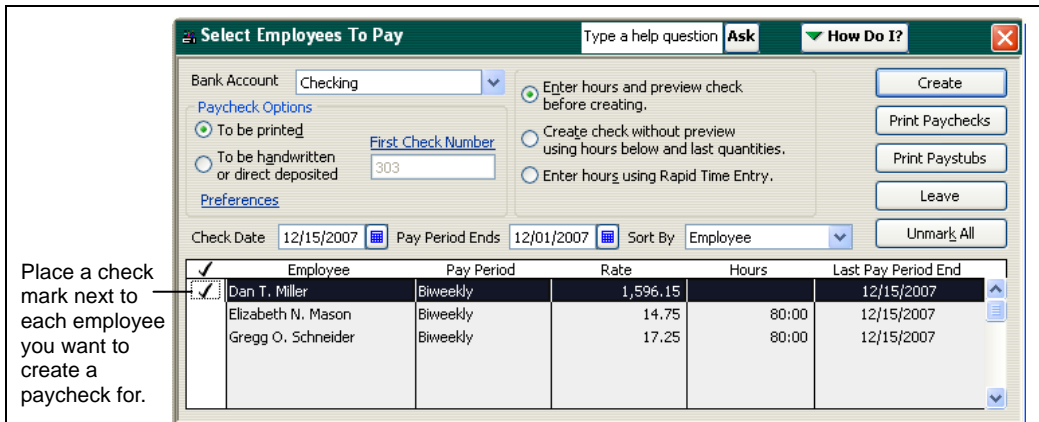 Select Employees To Pay
Type a help question Ask
How Do I?
Bank Account Checking
Paycheck Options
To be printed
To be handwritten
or direct deposited
First Check Number
303
Preferences
Enter hours and preview check
before creating.
Create check without preview
using hours below and last quantities.
Enter hours using Rapid Time Entry.
Create
Print Paychecks
Print Paystubs
Leave
Unmark All
Check Date 12/15/2007 Pay Period Ends 12/01/2007 Sort By Employee
✓ Employee Pay Period Rate Hours Last Pay Period End
✓ Dan T. Miller Biweekly 1,596.15 12/15/2007
Elizabeth N. Mason Biweekly 14.75 80:00 12/15/2007
Gregg O. Schneider Biweekly 17.25 80:00 12/15/2007
Place a check
mark next to
each employee
you want to
create a
paycheck for.